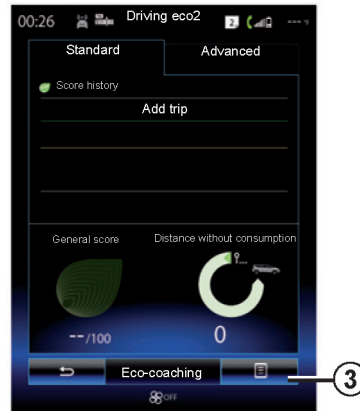 00:26 Driving eco2 2 --- °F
Standard Advanced
Score history
Add trip
General score Distance without consumption
--/100 0
Eco-coaching
3
OFF